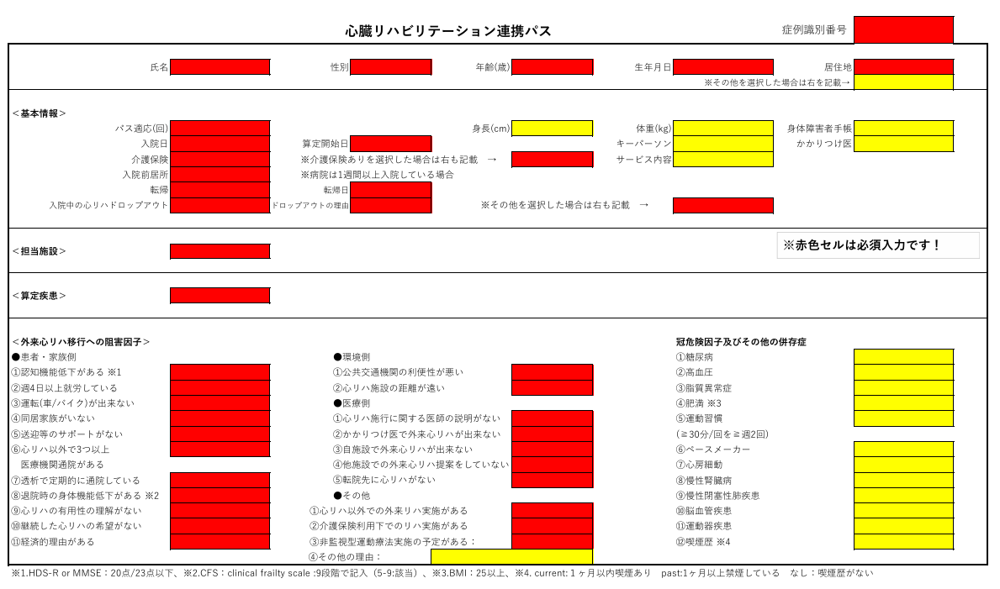 心臓リハビリテーション連携パス
症例識別番号
氏名 性別 年齢(歳) 生年月日 居住地
※その他を選択した場合は右を記載→
＜基本情報＞
パス適応(回) 身長(cm) 体重(kg) 身体障害者手帳
入院日 算定開始日 キーパーソン かかりつけ医
介護保険 ※介護保険ありを選択した場合は右も記載 → サービス内容
入院前居所 ※病院は1週間以上入院している場合
転帰 転帰日
入院中の心リハドロップアウト ドロップアウトの理由 ※その他を選択した場合は右も記載 →
＜担当施設＞
※赤色セルは必須入力です！
＜算定疾患＞
＜外来心リハ移行への阻害因子＞
●患者・家族側
①認知機能低下がある ※1
②週4日以上就労している
③運転(車/バイク)が出来ない
④同居家族がいない
⑤送迎等のサポートがない
⑥心リハ以外で3つ以上
医療機関通院がある
⑦透析で定期的に通院している
⑧退院時の身体機能低下がある ※2
⑨心リハの有用性の理解がない
⑩継続した心リハの希望がない
⑪経済的理由がある
●環境側
①公共交通機関の利便性が悪い
②心リハ施設の距離が遠い
●医療側
①心リハ施行に関する医師の説明がない
②かかりつけ医で外来心リハが出来ない
③自施設で外来心リハが出来ない
④他施設での外来心リハ提案をしていない
⑤転院先に心リハがない
●その他
①心リハ以外での外来リハ実施がある
②介護保険利用下でのリハ実施がある
③非監視型運動療法実施の予定がある：
④その他の理由：
冠危険因子及びその他の併存症
①糖尿病
②高血圧
③脂質異常症
④肥満 ※3
⑤運動習慣
(≧30分/回を≧週2回)
⑥ペースメーカー
⑦心房細動
⑧慢性腎臓病
⑨慢性閉塞性肺疾患
⑩脳血管疾患
⑪運動器疾患
⑫喫煙歴 ※4
※1.HDS-R or MMSE：20点/23点以下、※2.CFS：clinical frailty scale :9段階で記入（5-9:該当）、※3.BMI：25以上、※4. current: 1 ヶ月以内喫煙あり past:1ヶ月以上禁煙している なし：喫煙歴がない